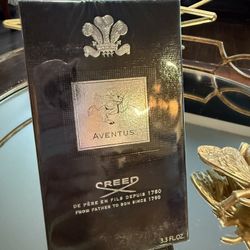 AVENTUS
CREED
DE PÈRE EN FILS DEPUIS 1760
FROM FATHER TO SON SINCE 1760
3.3 FL.OZ.